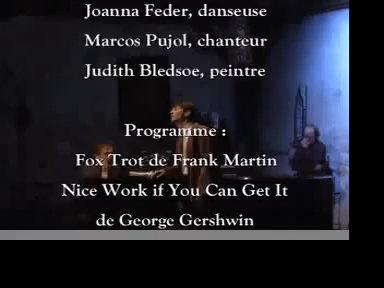 Joanna Feder, danseuse
Marcos Pujol, chanteur
Judith Bledsoe, peintre
Programme :
Fox Trot de Frank Martin
Nice Work if You Can Get It
de George Gershwin